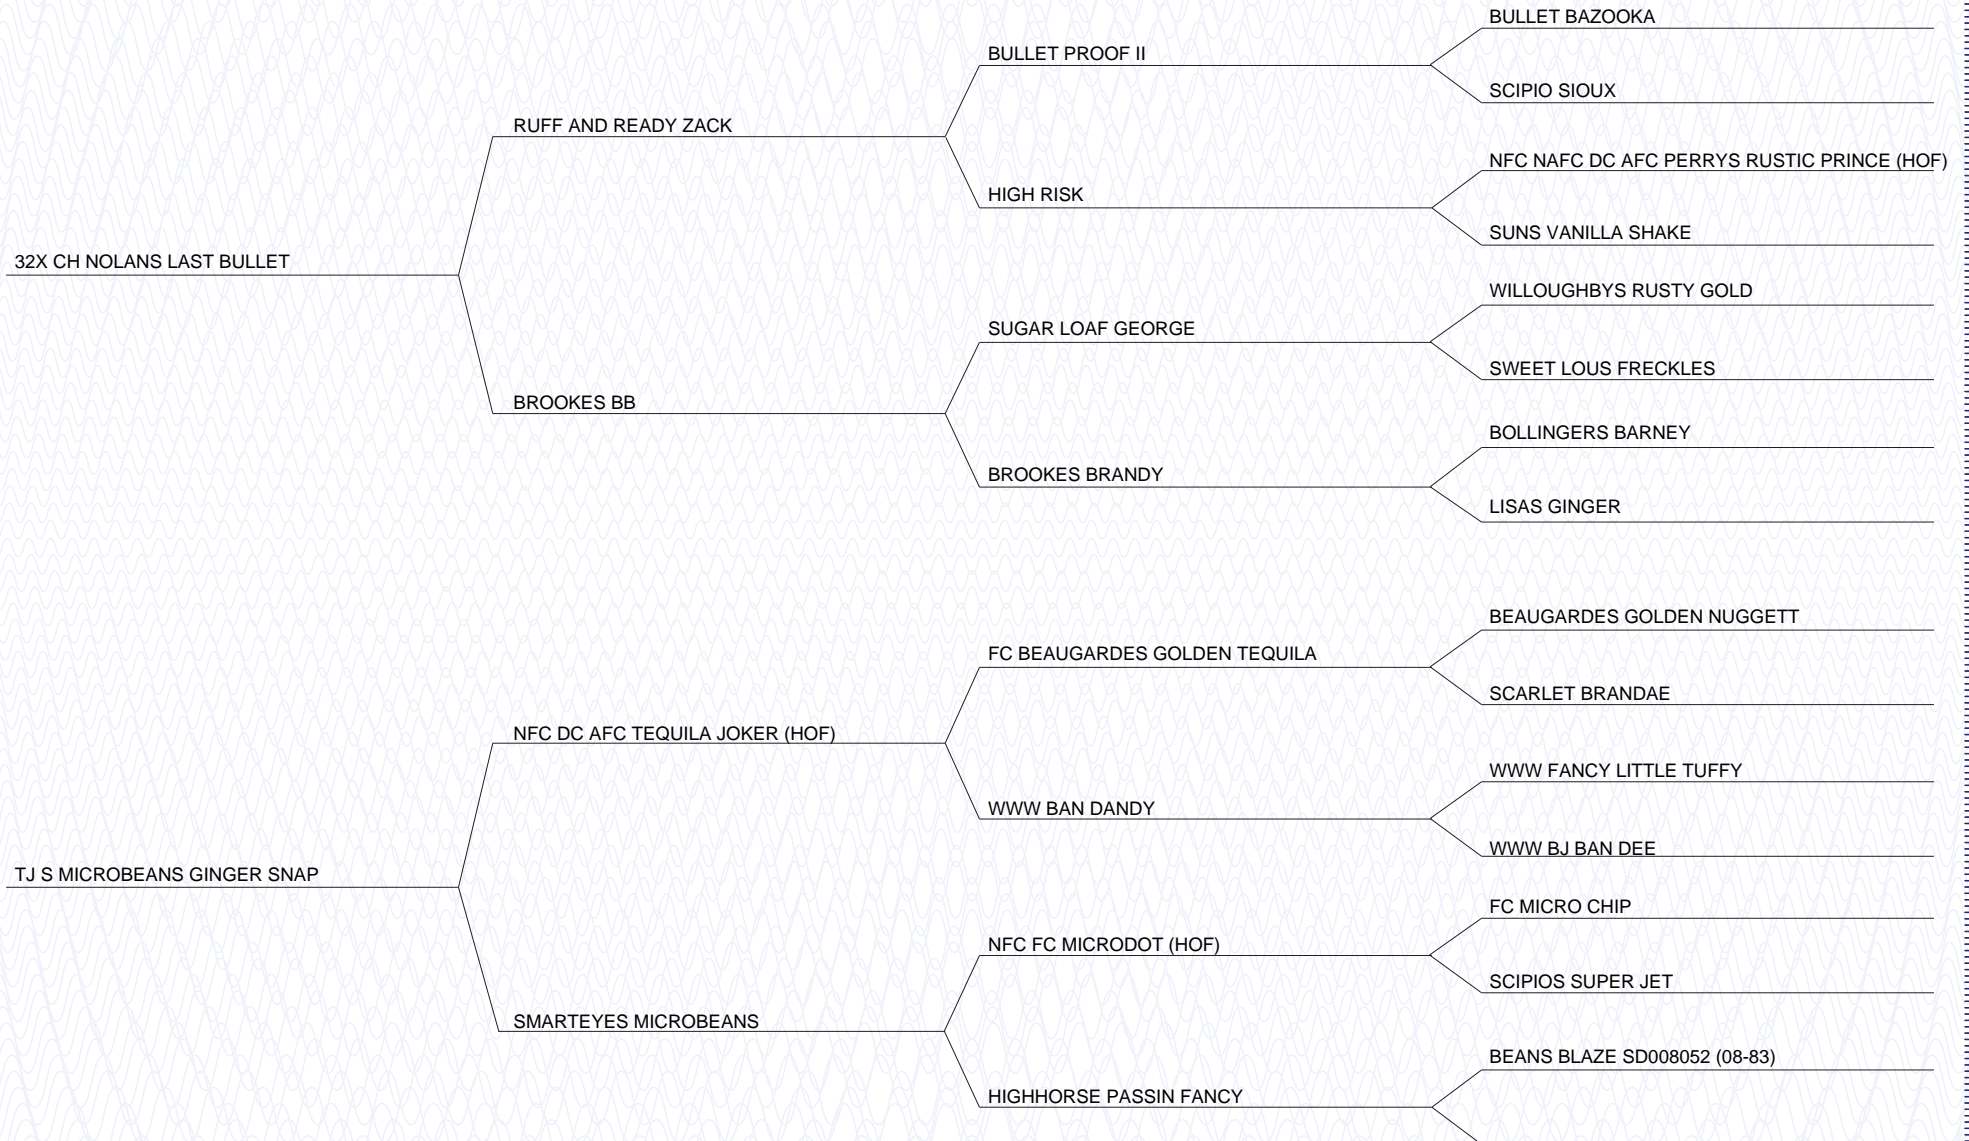 BULLET BAZOOKA
BULLET PROOF II
SCIPIO SIOUX
RUFF AND READY ZACK
NFC NAFC DC AFC PERRYS RUSTIC PRINCE (HOF)
HIGH RISK
SUNS VANILLA SHAKE
32X CH NOLANS LAST BULLET
WILLOUGHBYS RUSTY GOLD
SUGAR LOAF GEORGE
SWEET LOUS FRECKLES
BROOKES BB
BOLLINGERS BARNEY
BROOKES BRANDY
LISAS GINGER
BEAUGARDES GOLDEN NUGGETT
FC BEAUGARDES GOLDEN TEQUILA
SCARLET BRANDAE
NFC DC AFC TEQUILA JOKER (HOF)
WWW FANCY LITTLE TUFFY
WWW BAN DANDY
WWW BJ BAN DEE
TJ S MICROBEANS GINGER SNAP
FC MICRO CHIP
NFC FC MICRODOT (HOF)
SCIPIOS SUPER JET
SMARTEYES MICROBEANS
BEANS BLAZE SD008052 (08-83)
HIGHHORSE PASSIN FANCY